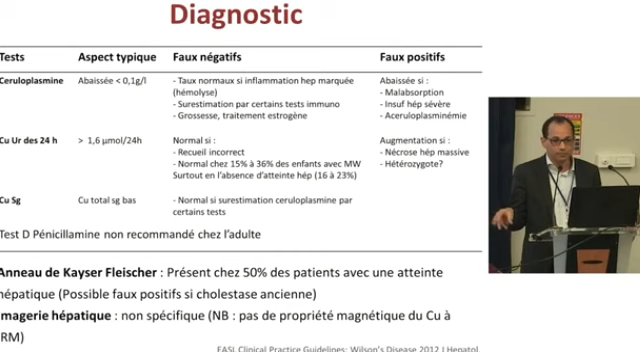 Diagnostic
Tests Aspect typique Faux négatifs Faux positifs
Ceruloplasmine Abaissée < 0,1g/l - Taux normaux si inflammation hep marquée Abaissée si :
(hémolyse) - Malabsorption
- Surestimation par certains tests immuno - Insuf hép sévère
- Grossesse, traitement estrogène - Aceruloplasminémie
Cu Ur des 24 h > 1,6 µmol/24h Normal si : Augmentation si :
- Recueil incorrect - Nécrose hép massive
- Normal chez 15% à 36% des enfants avec MW - Hétérozygote?
Surtout en l’absence d’atteinte hép (16 à 23%)
Cu Sg Cu total sg bas - Normal si surestimation ceruloplasmine par
certains tests
Test D Pénicillamine non recommandé chez l’adulte
Anneau de Kayser Fleischer : Présent chez 50% des patients avec une atteinte
hépatique (Possible faux positifs si cholestase ancienne)
magerie hépatique : non spécifique (NB : pas de propriété magnétique du Cu à
RM)
EASL Clinical Practice Guidelines: Wilson’s Disease 2012 J Hepatol.